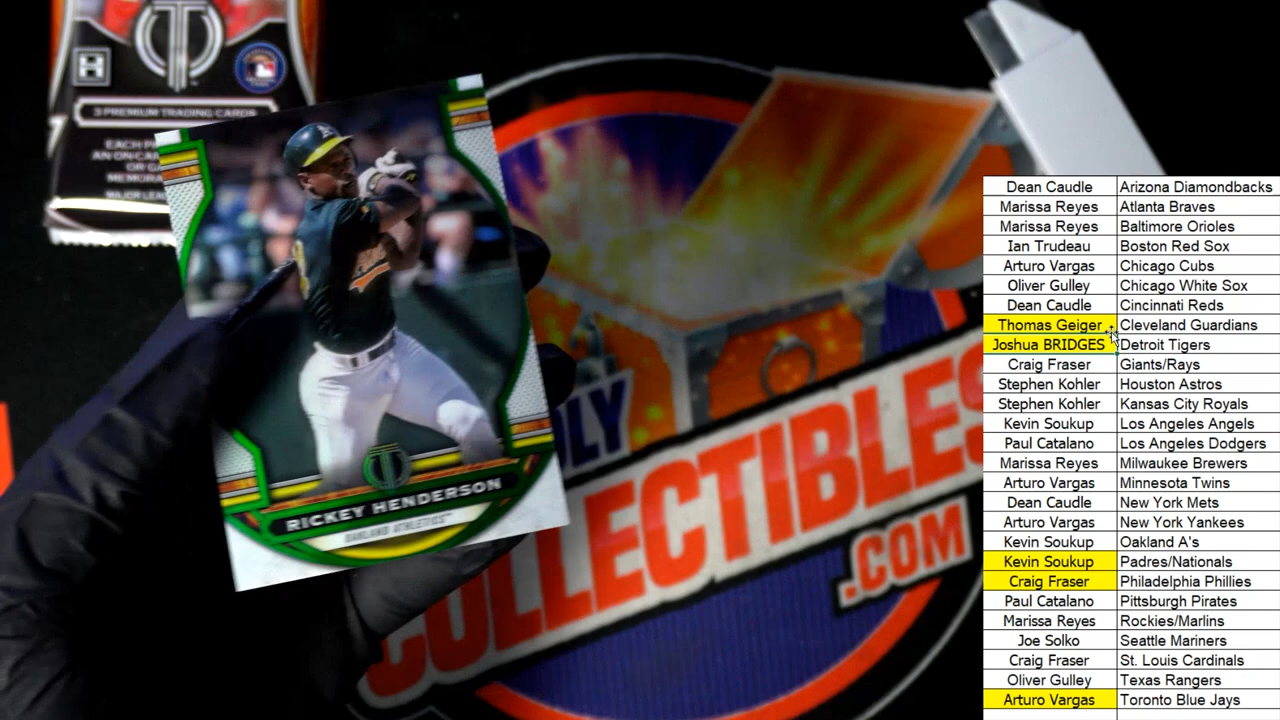 3 PREMIUM TRADING CARDS
EACH
AN ON-CA
OR
MEMOR
MAJOR LEA
RICKEY HENDERSON
OAKLAND ATHLETICS
COLLECTIBLES
.COM
Dean Caudle Arizona Diamondbacks
Marissa Reyes Atlanta Braves
Marissa Reyes Baltimore Orioles
Ian Trudeau Boston Red Sox
Arturo Vargas Chicago Cubs
Oliver Gulley Chicago White Sox
Dean Caudle Cincinnati Reds
Thomas Geiger Cleveland Guardians
Joshua BRIDGES Detroit Tigers
Craig Fraser Giants/Rays
Stephen Kohler Houston Astros
Stephen Kohler Kansas City Royals
Kevin Soukup Los Angeles Angels
Paul Catalano Los Angeles Dodgers
Marissa Reyes Milwaukee Brewers
Arturo Vargas Minnesota Twins
Dean Caudle New York Mets
Arturo Vargas New York Yankees
Kevin Soukup Oakland A's
Kevin Soukup Padres/Nationals
Craig Fraser Philadelphia Phillies
Paul Catalano Pittsburgh Pirates
Marissa Reyes Rockies/Marlins
Joe Solko Seattle Mariners
Craig Fraser St. Louis Cardinals
Oliver Gulley Texas Rangers
Arturo Vargas Toronto Blue Jays